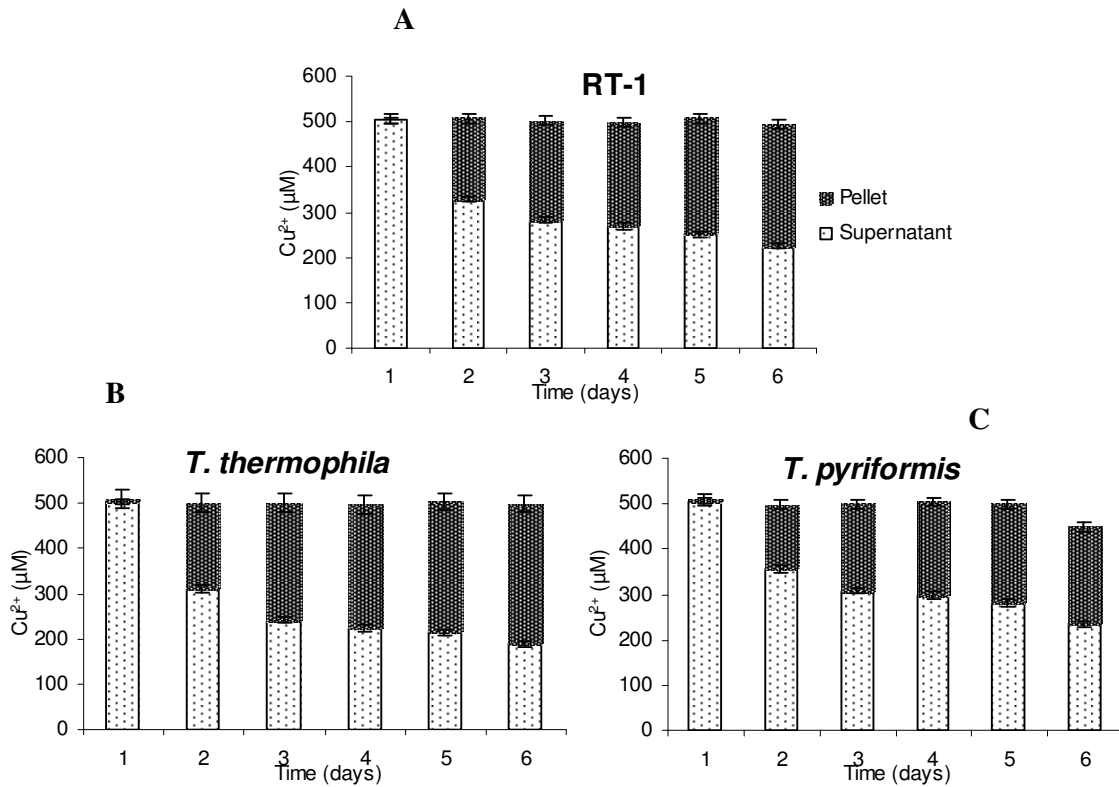 A
RT-1
600
500
400
300
200
100
0
Cu²⁺ (µM)
1 2 3 4 5 6
Time (days)
Pellet
Supernatant
B
T. thermophila
600
500
400
300
200
100
0
Cu²⁺ (µM)
1 2 3 4 5 6
Time (days)
C
T. pyriformis
600
500
400
300
200
100
0
Cu²⁺ (µM)
1 2 3 4 5 6
Time (days)